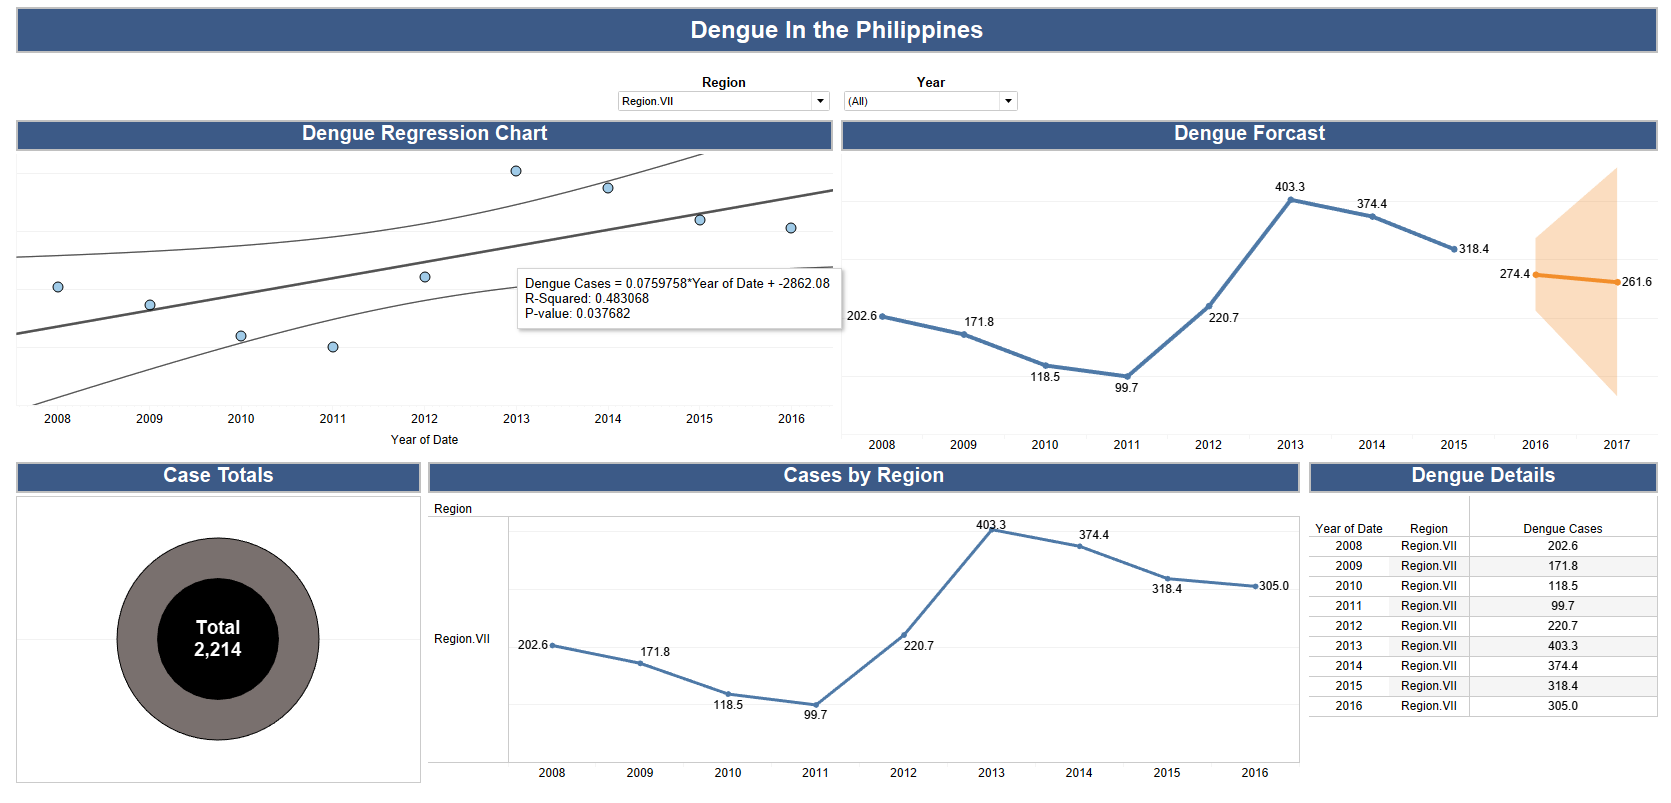 Dengue In the Philippines
Region
Year
Region.VII
(All)
Dengue Regression Chart
Dengue Cases = 0.0759758*Year of Date + -2862.08
R-Squared: 0.483068
P-value: 0.037682
2008 2009 2010 2011 2012 2013 2014 2015 2016
Year of Date
Dengue Forcast
403.3
374.4
318.4
274.4
261.6
202.6
171.8
220.7
118.5
99.7
2008 2009 2010 2011 2012 2013 2014 2015 2016 2017
Case Totals
Total
2,214
Cases by Region
Region
Region.VII
403.3
374.4
318.4
305.0
202.6
171.8
220.7
118.5
99.7
2008 2009 2010 2011 2012 2013 2014 2015 2016
Dengue Details
Year of Date Region Dengue Cases
2008 Region.VII 202.6
2009 Region.VII 171.8
2010 Region.VII 118.5
2011 Region.VII 99.7
2012 Region.VII 220.7
2013 Region.VII 403.3
2014 Region.VII 374.4
2015 Region.VII 318.4
2016 Region.VII 305.0